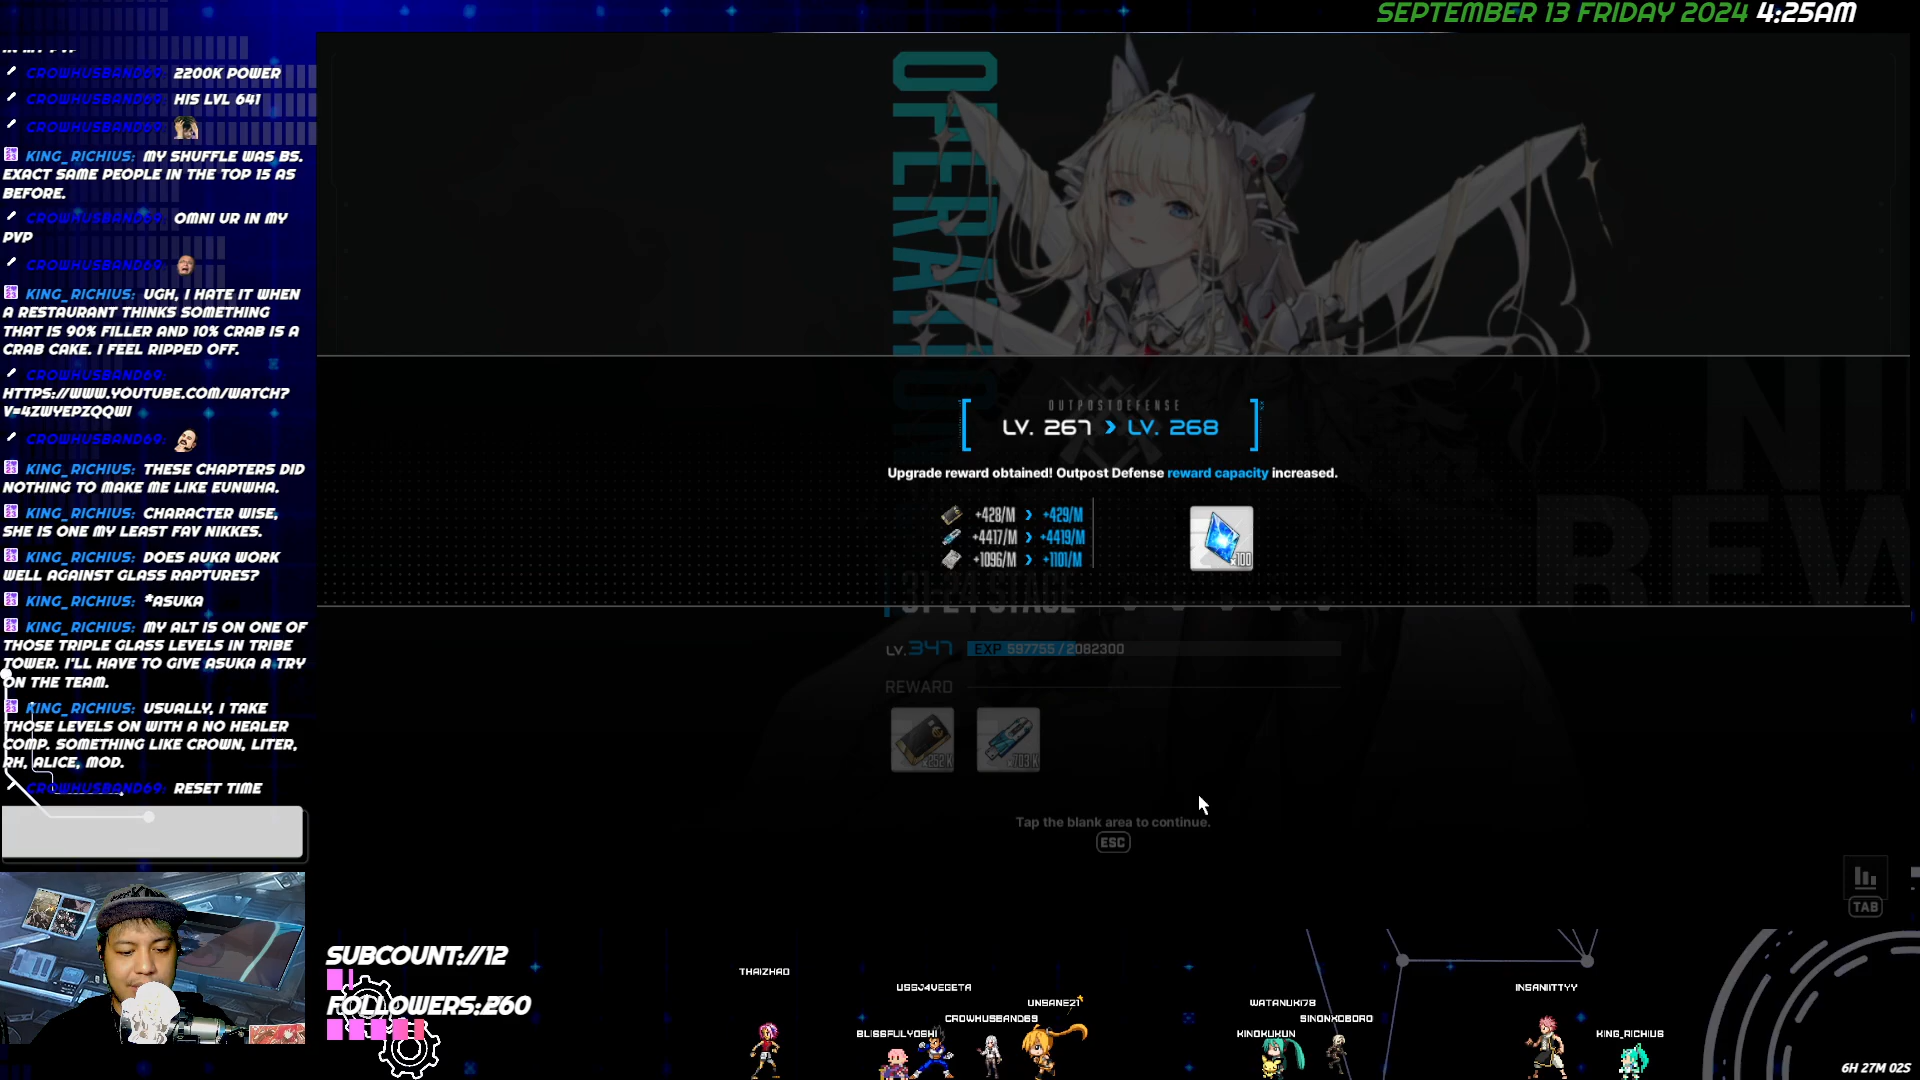 SEPTEMBER 13 FRIDAY 2024 4:25AM
CROWHUSBAND69: 2200K POWER
CROWHUSBAND69: HIS LVL 641
CROWHUSBAND69:
KING_RICHIUS: MY SHUFFLE WAS BS.
EXACT SAME PEOPLE IN THE TOP 15 AS
BEFORE.
CROWHUSBAND69: OMNI UR IN MY
PVP
CROWHUSBAND69:
KING_RICHIUS: UGH, I HATE IT WHEN
A RESTAURANT THINKS SOMETHING
THAT IS 90% FILLER AND 10% CRAB IS A
CRAB CAKE. I FEEL RIPPED OFF.
CROWHUSBAND69:
HTTPS://WWW.YOUTUBE.COM/WATCH?
V=4ZWYEPZQQWI
CROWHUSBAND69:
KING_RICHIUS: THESE CHAPTERS DID
NOTHING TO MAKE ME LIKE EUNWHA.
KING_RICHIUS: CHARACTER WISE,
SHE IS ONE MY LEAST FAV NIKKES.
KING_RICHIUS: DOES AUKA WORK
WELL AGAINST GLASS RAPTURES?
KING_RICHIUS: *ASUKA
KING_RICHIUS: MY ALT IS ON ONE OF
THOSE TRIPLE GLASS LEVELS IN TRIBE
TOWER. I'LL HAVE TO GIVE ASUKA A TRY
ON THE TEAM.
KING_RICHIUS: USUALLY, I TAKE
THOSE LEVELS ON WITH A NO HEALER
COMP. SOMETHING LIKE CROWN, LITER,
RH, ALICE, MOD.
CROWHUSBAND69: RESET TIME
OUTPOST DEFENSE
LV. 267 > LV. 268
Upgrade reward obtained! Outpost Defense reward capacity increased.
+428/M > +429/M
+4417/M > +4419/M
+1096/M > +1101/M
x100
STAGE
LV. 347 EXP 597755 / 2082300
REWARD
x252 K
x703 K
Tap the blank area to continue.
ESC
TAB
SUBCOUNT://12
THAIZHAO
USSJ4VEGETA
UNSANE21
CROWHUSBAND69
BLISSFULYOSHI
WATANUKI78
SINONXOBORO
KINOKUKUN
INSANIITTYY
KING_RICHIUS
6H 27M 02S